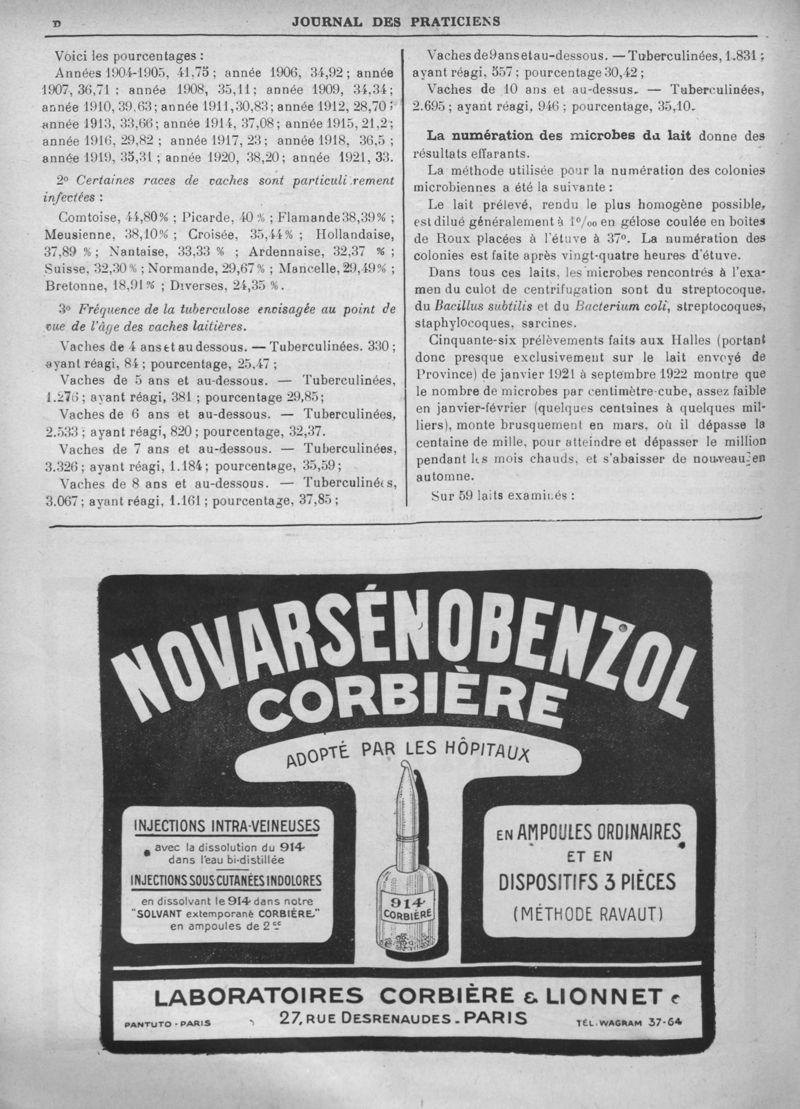 D
JOURNAL DES PRATICIENS
Voici les pourcentages :
Années 1904-1905, 41,75 ; année 1906, 34,92 ; année
1907, 36,71 ; année 1908, 35,11 ; année 1909, 34,34 ;
année 1910, 39,63 ; année 1911, 30,83 ; année 1912, 28,70 ;
année 1913, 33,66 ; année 1914, 37,08 ; année 1915, 21,2 ;
année 1916, 29,82 ; année 1917, 23 ; année 1918, 36,5 ;
année 1919, 35,31 ; année 1920, 38,20 ; année 1921, 33.
2º Certaines races de vaches sont particuli rement
infectées :
Comtoise, 44,80% ; Picarde, 40 % ; Flamande 38,39% ;
Meusienne, 38,10% ; Croisée, 35,44% ; Hollandaise,
37,89 % ; Nantaise, 33,33 % ; Ardennaise, 32,37 % ;
Suisse, 32,30% ; Normande, 29,67% ; Mancelle, 29,49% ;
Bretonne, 18,91% ; Diverses, 24,35 %.
3º Fréquence de la tuberculose envisagée au point de
vue de l'âge des vaches laitières.
Vaches de 4 ans et au dessous. — Tuberculinées. 330 ;
ayant réagi, 84 ; pourcentage, 25,47 ;
Vaches de 5 ans et au-dessous. — Tuberculinées,
1.276 ; ayant réagi, 381 ; pourcentage 29,85 ;
Vaches de 6 ans et au-dessous. — Tuberculinées,
2.533 ; ayant réagi, 820 ; pourcentage, 32,37.
Vaches de 7 ans et au-dessous. — Tuberculinées,
3.326 ; ayant réagi, 1.184 ; pourcentage, 35,59 ;
Vaches de 8 ans et au-dessous. — Tuberculinées,
3.067 ; ayant réagi, 1.161 ; pourcentage, 37,85 ;
Vaches de 9 ans et au-dessous. — Tuberculinées, 1.831 ;
ayant réagi, 557 ; pourcentage 30,42 ;
Vaches de 10 ans et au-dessus. — Tuberculinées,
2.695 ; ayant réagi, 946 ; pourcentage, 35,10.
La numération des microbes du lait donne des
résultats effarants.
La méthode utilisée pour la numération des colonies
microbiennes a été la suivante :
Le lait prélevé, rendu le plus homogène possible,
est dilué généralement à 1º/₀₀ en gélose coulée en boîtes
de Roux placées à l'étuve à 37º. La numération des
colonies est faite après vingt-quatre heures d'étuve.
Dans tous ces laits, les microbes rencontrés à l'exa-
men du culot de centrifugation sont du streptocoque,
du Bacillus subtilis et du Bacterium coli, streptocoques,
staphylocoques, sarcines.
Cinquante-six prélèvements faits aux Halles (portant
donc presque exclusivement sur le lait envoyé de
Province) de janvier 1921 à septembre 1922 montre que
le nombre de microbes par centimètre-cube, assez faible
en janvier-février (quelques centaines à quelques mil-
liers), monte brusquement en mars, où il dépasse la
centaine de mille, pour atteindre et dépasser le million
pendant les mois chauds, et s'abaisser de nouveau en
automne.
Sur 59 laits examinés :
NOVARSÉNOBENZOL
CORBIÈRE
ADOPTÉ PAR LES HÔPITAUX
INJECTIONS INTRA-VEINEUSES
avec la dissolution du 914
dans l'eau bi-distillée
INJECTIONS SOUS CUTANÉES INDOLORES
en dissolvant le 914 dans notre
"SOLVANT extemporané CORBIÈRE"
en ampoules de 2 cc
914
CORBIÈRE
EN AMPOULES ORDINAIRES
ET EN
DISPOSITIFS 3 PIÈCES
(MÉTHODE RAVAUT)
LABORATOIRES CORBIÈRE & LIONNET
PANTUTO - PARIS
27, RUE DESRENAUDES - PARIS
TÉL. WAGRAM 37-64